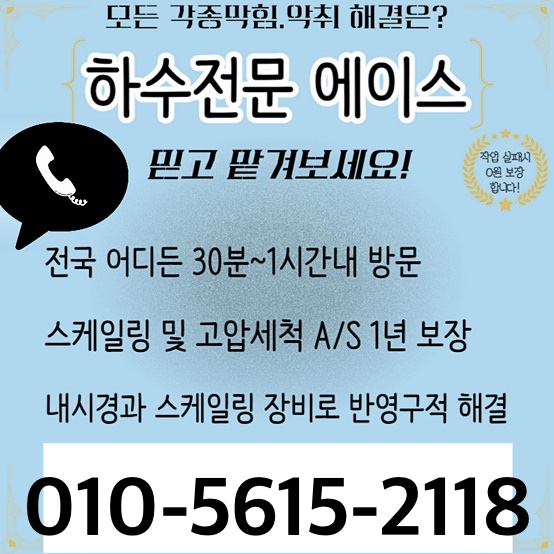 모든 각종막힘.악취 해결은?
하수전문 에이스
믿고 맡겨보세요!
작업 실패시
0원 보장
합니다!
전국 어디든 30분~1시간내 방문
스케일링 및 고압세척 A/S 1년 보장
내시경과 스케일링 장비로 반영구적 해결
010-5615-2118